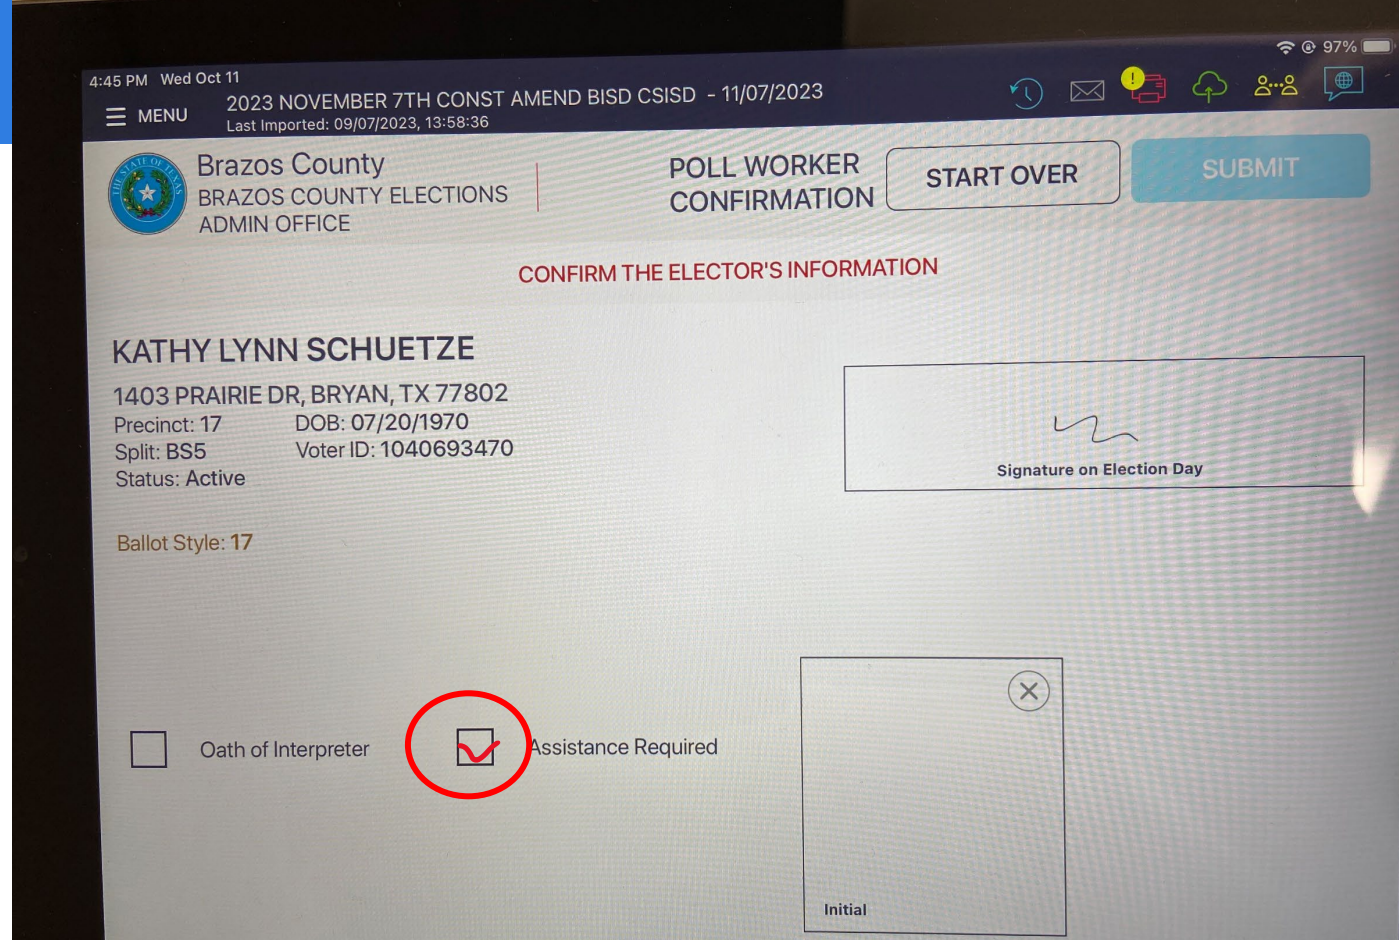 97%
4:45 PM Wed Oct 11
MENU
2023 NOVEMBER 7TH CONST AMEND BISD CSISD - 11/07/2023
Last Imported: 09/07/2023, 13:58:36
THE STATE OF TEXAS
Brazos County
BRAZOS COUNTY ELECTIONS
ADMIN OFFICE
POLL WORKER
CONFIRMATION
START OVER
SUBMIT
CONFIRM THE ELECTOR'S INFORMATION
KATHY LYNN SCHUETZE
1403 PRAIRIE DR, BRYAN, TX 77802
Precinct: 17 DOB: 07/20/1970
Split: BS5 Voter ID: 1040693470
Status: Active
Signature on Election Day
Ballot Style: 17
Oath of Interpreter
Assistance Required
Initial